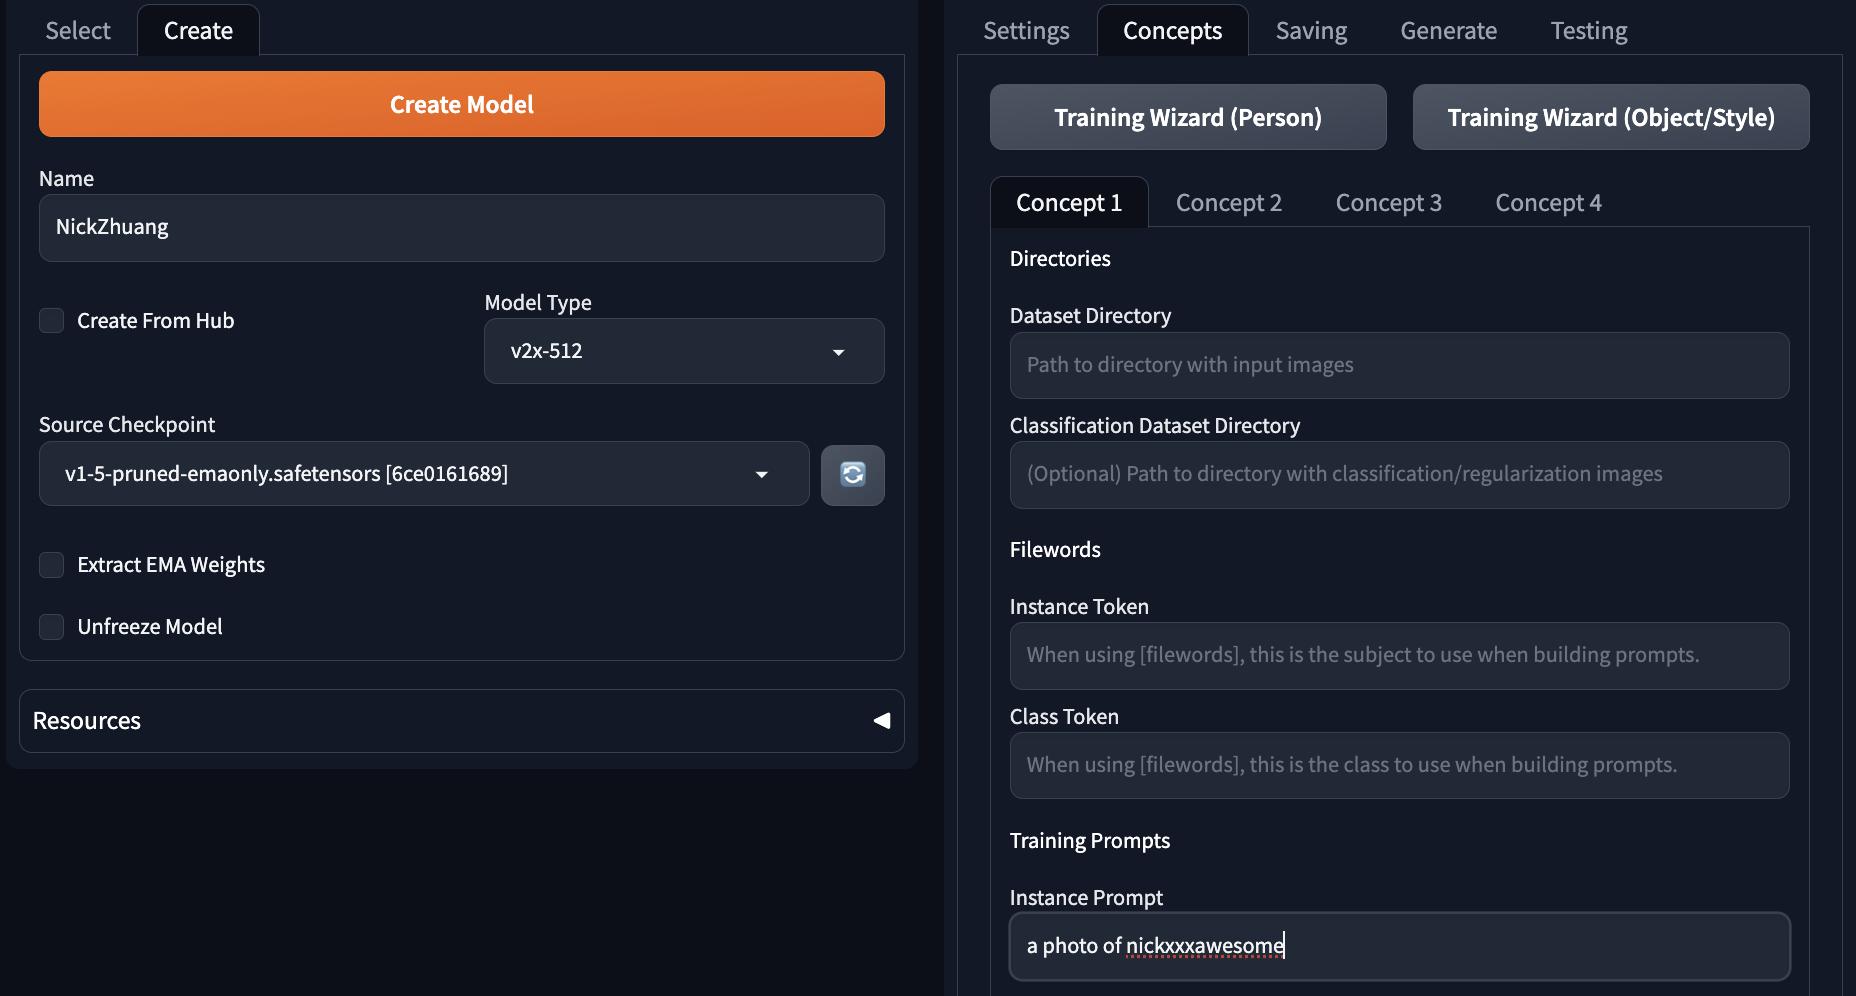 Select
Create
Create Model
Name
NickZhuang
Create From Hub
Model Type
v2x-512
Source Checkpoint
v1-5-pruned-emaonly.safetensors [6ce0161689]
Extract EMA Weights
Unfreeze Model
Resources
Settings
Concepts
Saving
Generate
Testing
Training Wizard (Person)
Training Wizard (Object/Style)
Concept 1
Concept 2
Concept 3
Concept 4
Directories
Dataset Directory
Path to directory with input images
Classification Dataset Directory
(Optional) Path to directory with classification/regularization images
Filewords
Instance Token
When using [filewords], this is the subject to use when building prompts.
Class Token
When using [filewords], this is the class to use when building prompts.
Training Prompts
Instance Prompt
a photo of nickxxxawesome